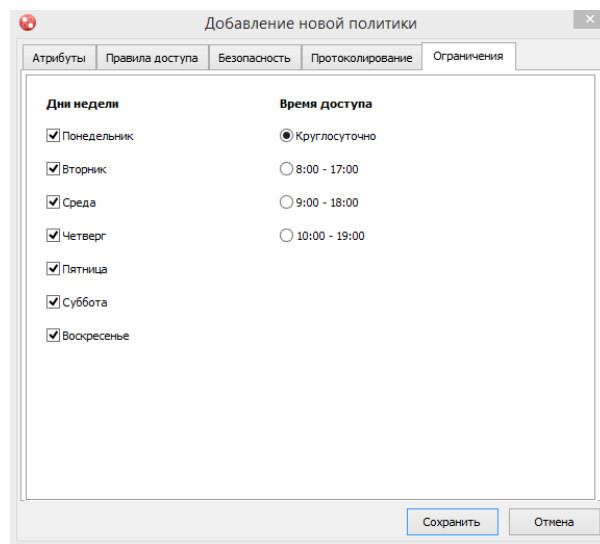 Добавление новой политики
Атрибуты Правила доступа Безопасность Протоколирование Ограничения
Дни недели Время доступа
Понедельник Круглосуточно
Вторник 8:00 - 17:00
Среда 9:00 - 18:00
Четверг 10:00 - 19:00
Пятница
Суббота
Воскресенье
Сохранить Отмена